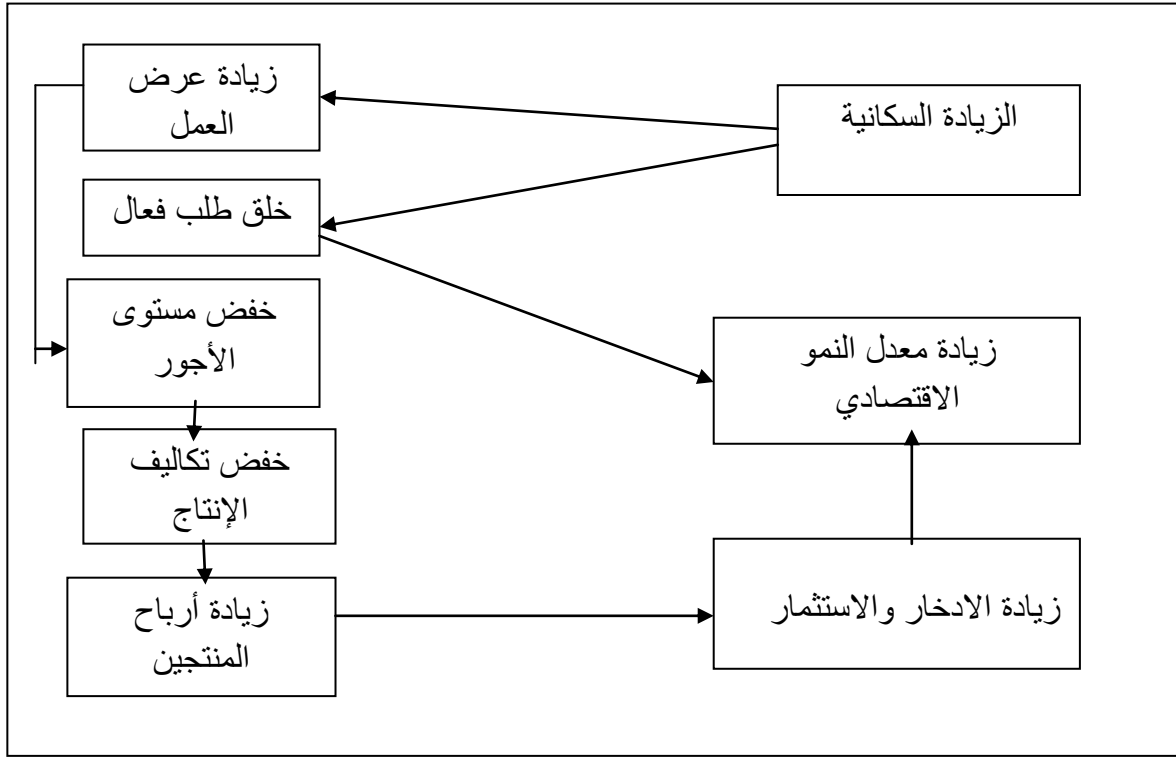 الزيادة السكانية
زيادة عرض
العمل
خلق طلب فعال
خفض مستوى
الأجور
خفض تكاليف
الإنتاج
زيادة أرباح
المنتجين
زيادة الادخار والاستثمار
زيادة معدل النمو
الاقتصادي